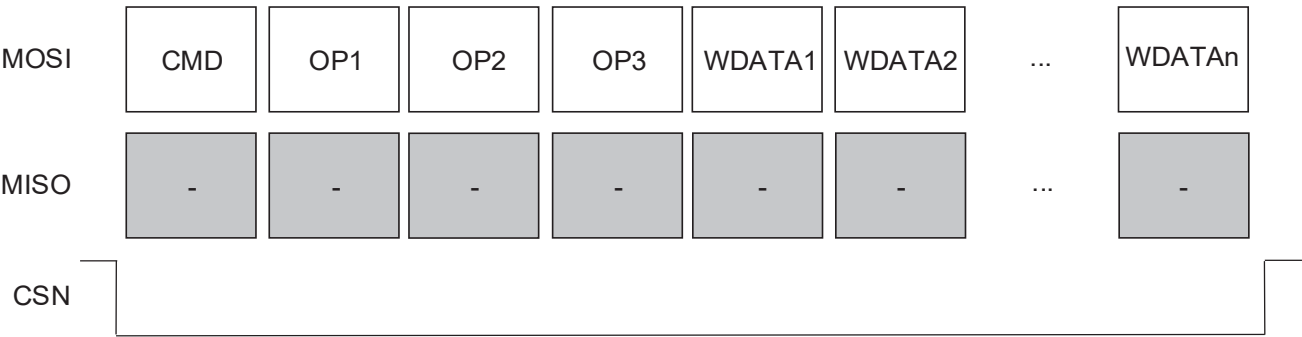 MOSI CMD OP1 OP2 OP3 WDATA1 WDATA2 ... WDATAn
MISO - - - - - - ... -
CSN